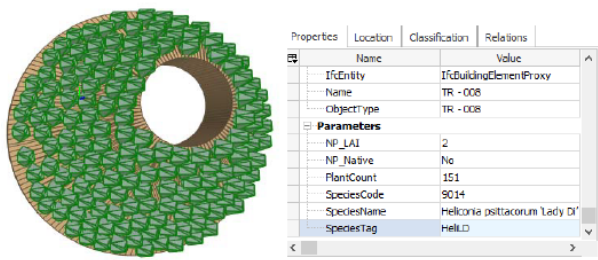 Properties Location Classification Relations
Name Value
IfcEntity IfcBuildingElementProxy
Name TR - 008
ObjectType TR - 008
Parameters
NP_LAI 2
NP_Native No
PlantCount 151
SpeciesCode 9014
SpeciesName Heliconia psittacorum 'Lady Di'
SpeciesTag HeliLD